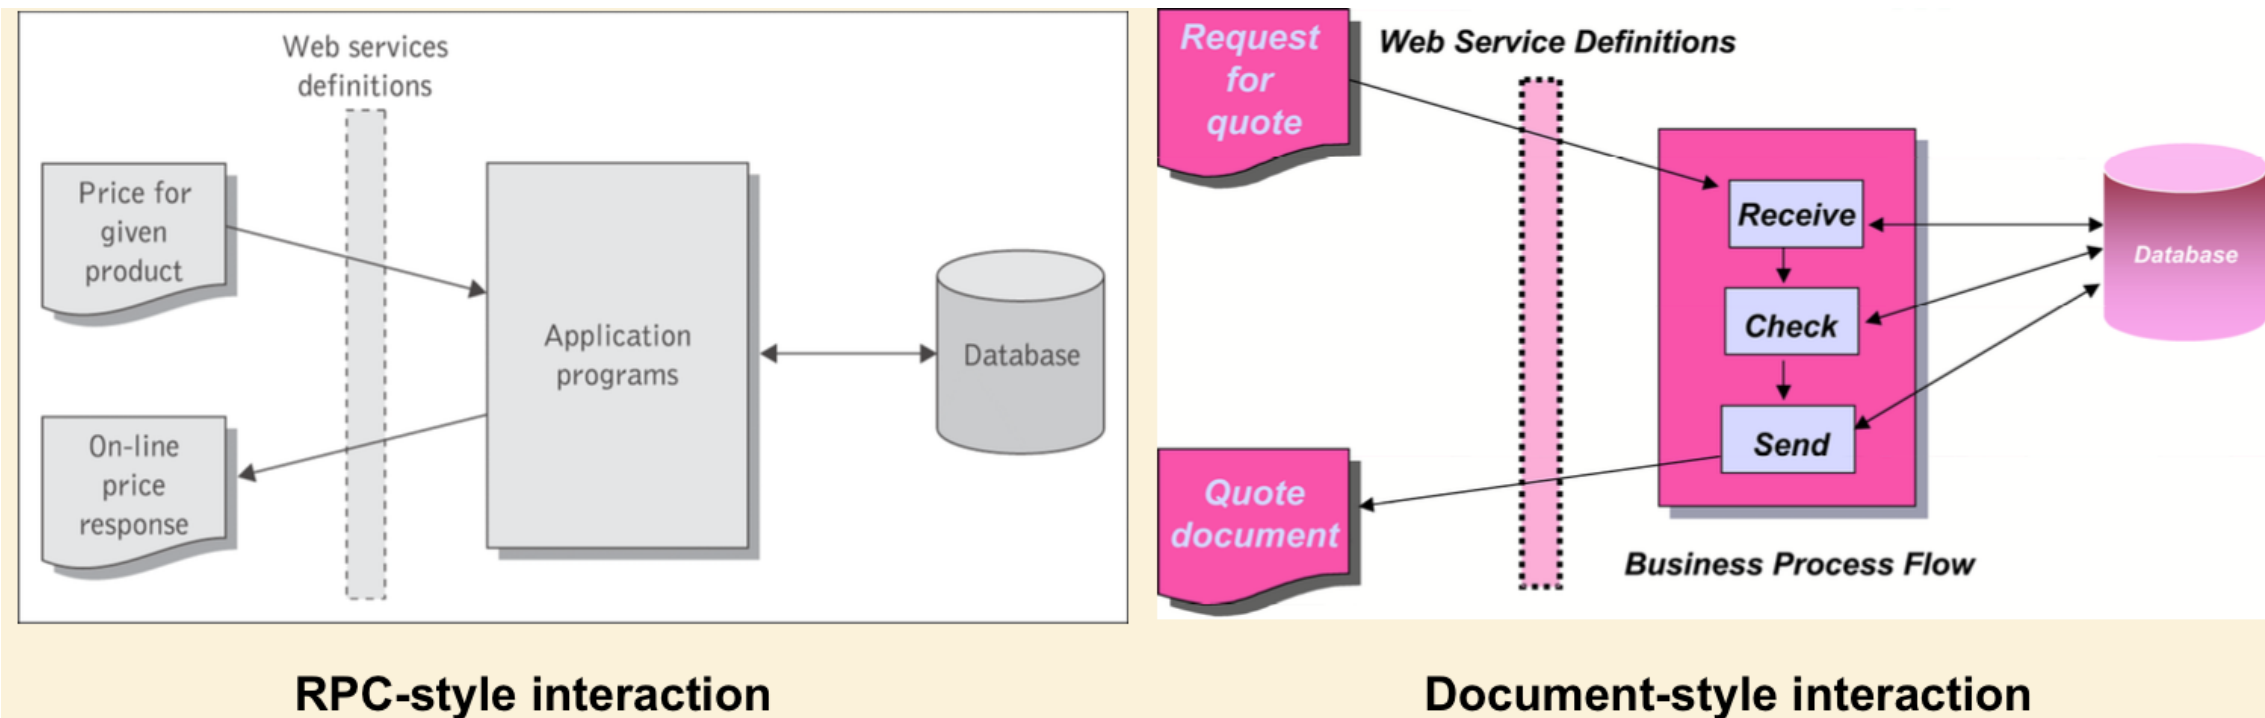 Web services
definitions
Price for
given
product
Application
programs
Database
On-line
price
response
RPC-style interaction
Request
for
quote
Web Service Definitions
Receive
Check
Send
Database
Quote
document
Business Process Flow
Document-style interaction